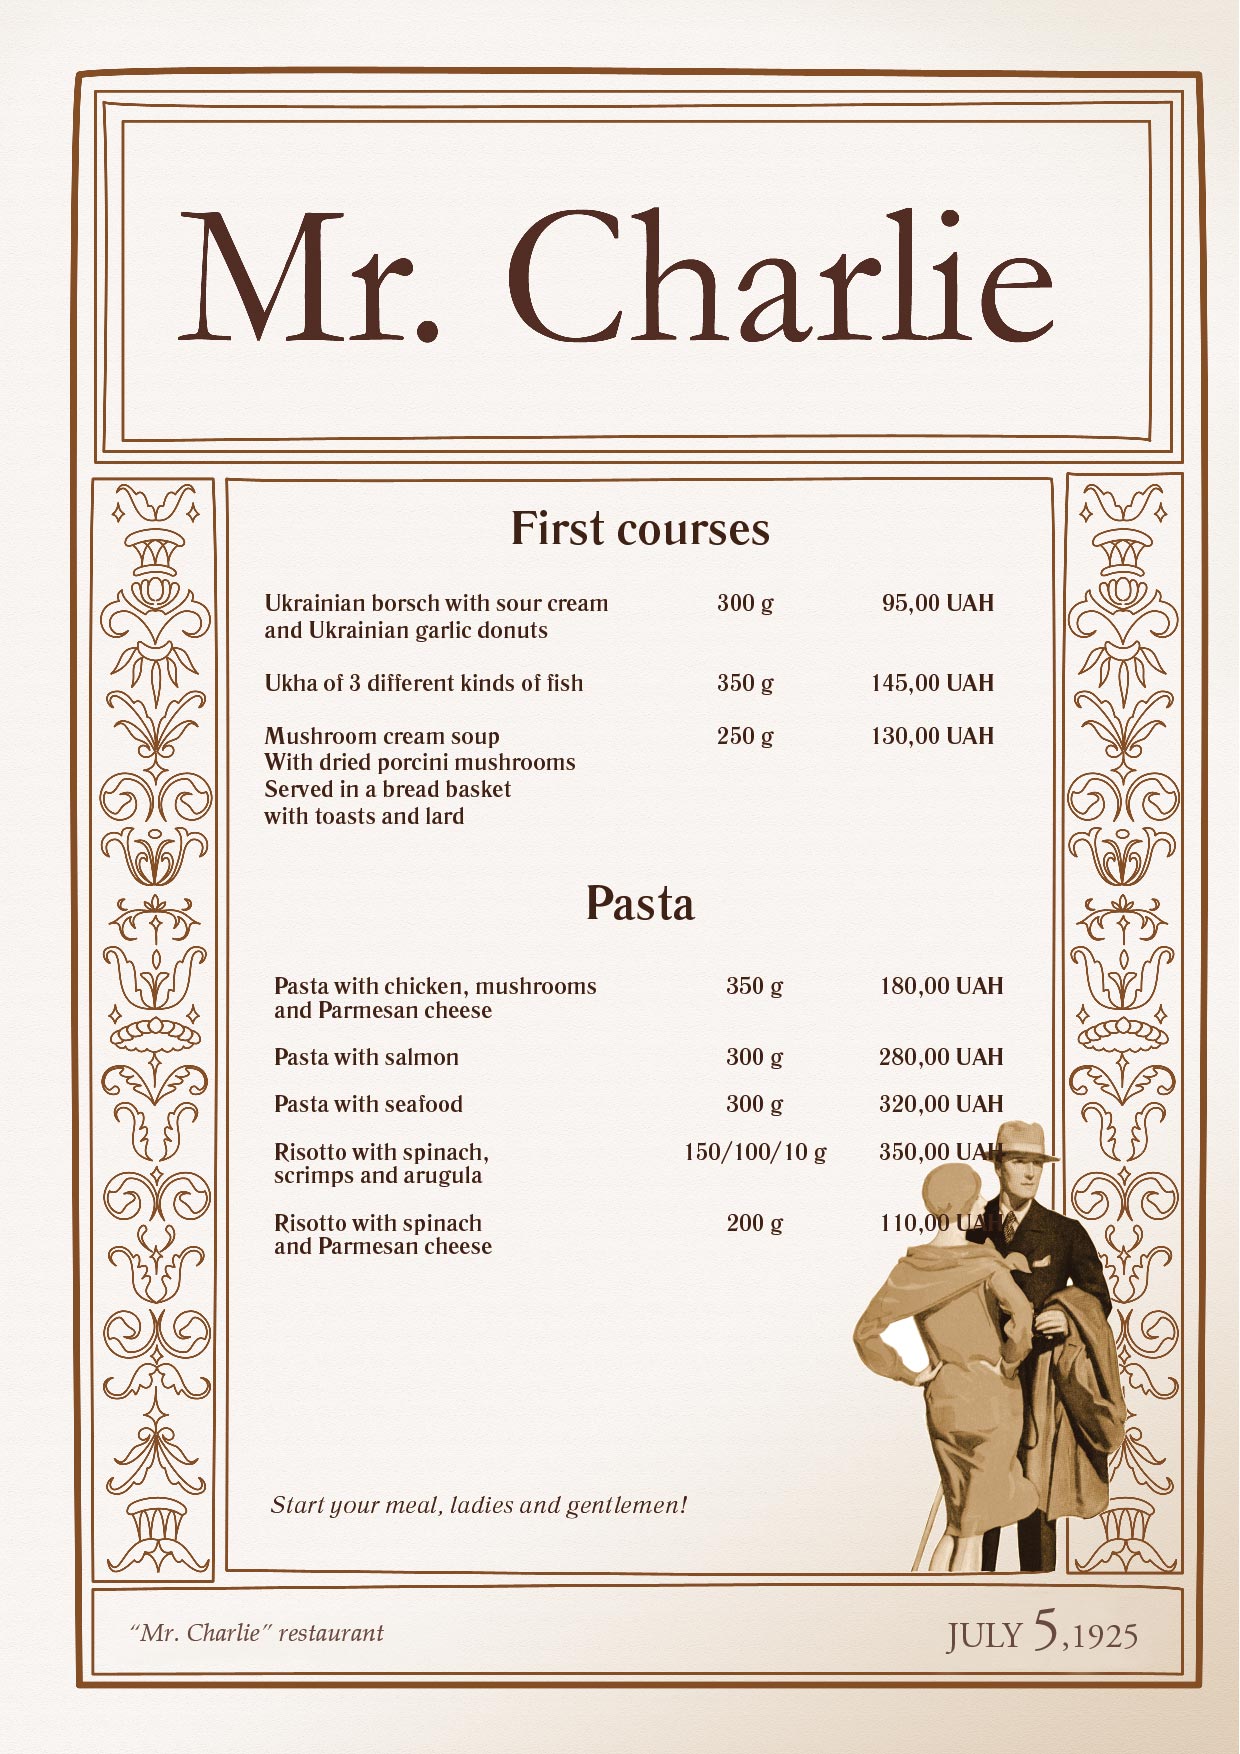 Mr. Charlie
First courses
Ukrainian borsch with sour cream 300 g 95,00 UAH
and Ukrainian garlic donuts
Ukha of 3 different kinds of fish 350 g 145,00 UAH
Mushroom cream soup 250 g 130,00 UAH
With dried porcini mushrooms
Served in a bread basket
with toasts and lard
Pasta
Pasta with chicken, mushrooms 350 g 180,00 UAH
and Parmesan cheese
Pasta with salmon 300 g 280,00 UAH
Pasta with seafood 300 g 320,00 UAH
Risotto with spinach, 150/100/10 g 350,00 UAH
scrimps and arugula
Risotto with spinach 200 g 110,00 UAH
and Parmesan cheese
Start your meal, ladies and gentlemen!
“Mr. Charlie” restaurant JULY 5,1925